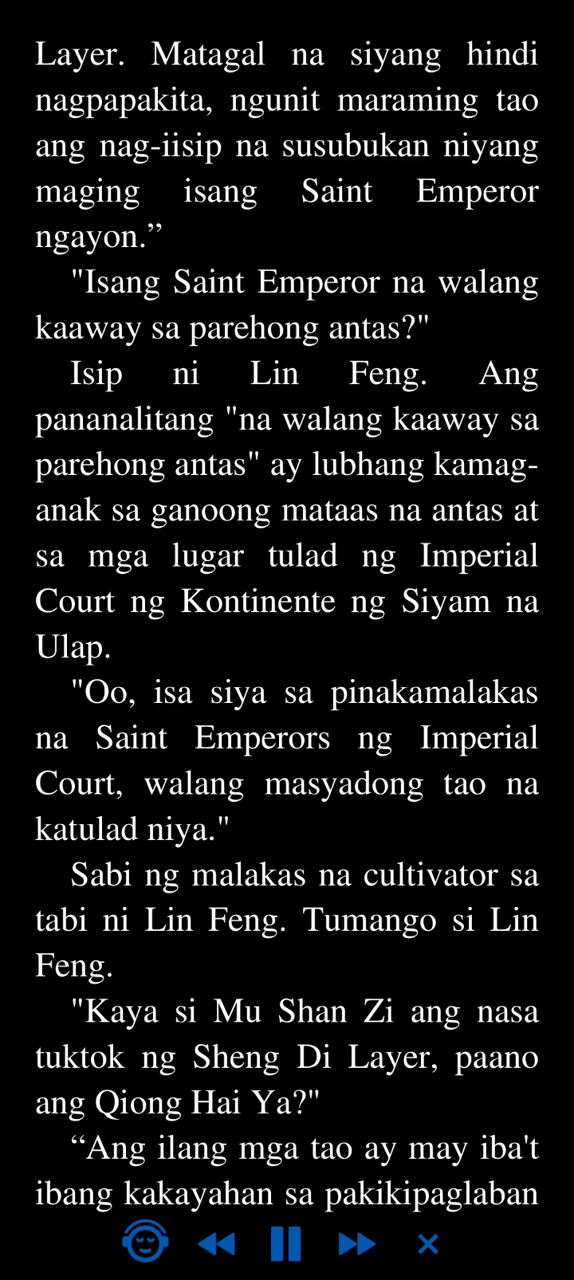 Layer. Matagal na siyang hindi
nagpapakita, ngunit maraming tao
ang nag-iisip na susubukan niyang
maging isang Saint Emperor
ngayon.”
"Isang Saint Emperor na walang
kaaway sa parehong antas?"
Isip ni Lin Feng. Ang
pananalitang "na walang kaaway sa
parehong antas" ay lubhang kamag-
anak sa ganoong mataas na antas at
sa mga lugar tulad ng Imperial
Court ng Kontinente ng Siyam na
Ulap.
"Oo, isa siya sa pinakamalakas
na Saint Emperors ng Imperial
Court, walang masyadong tao na
katulad niya."
Sabi ng malakas na cultivator sa
tabi ni Lin Feng. Tumango si Lin
Feng.
"Kaya si Mu Shan Zi ang nasa
tuktok ng Sheng Di Layer, paano
ang Qiong Hai Ya?"
“Ang ilang mga tao ay may iba't
ibang kakayahan sa pakikipaglaban